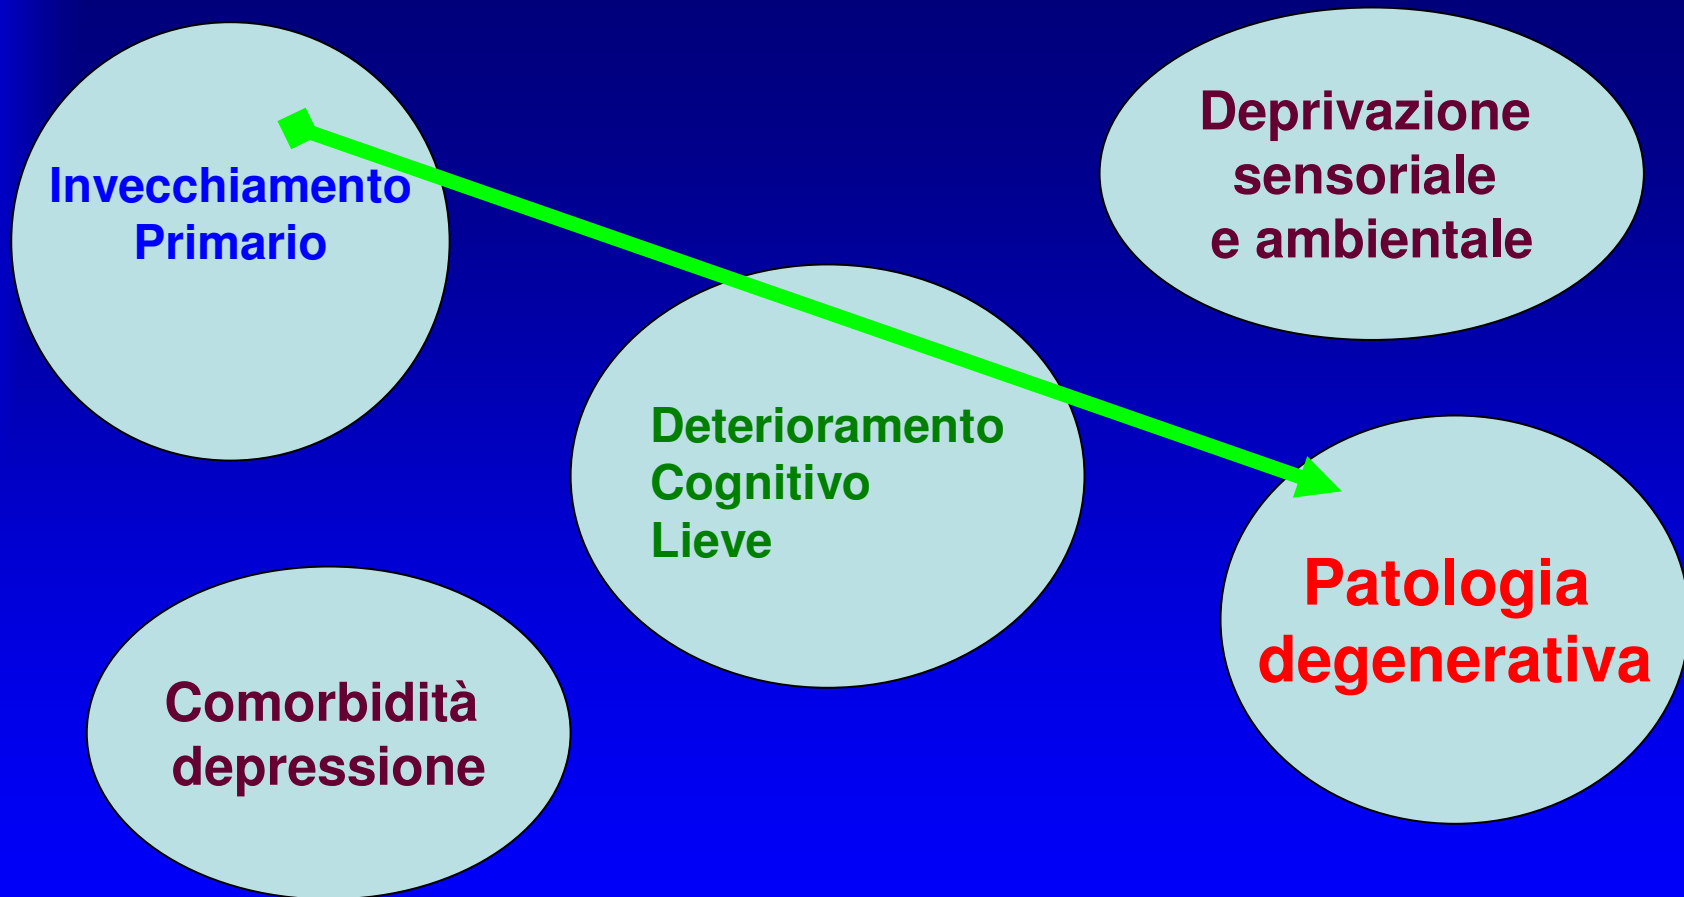 Invecchiamento
Primario
Deprivazione
sensoriale
e ambientale
Deterioramento
Cognitivo
Lieve
Patologia
degenerativa
Comorbidità
depressione